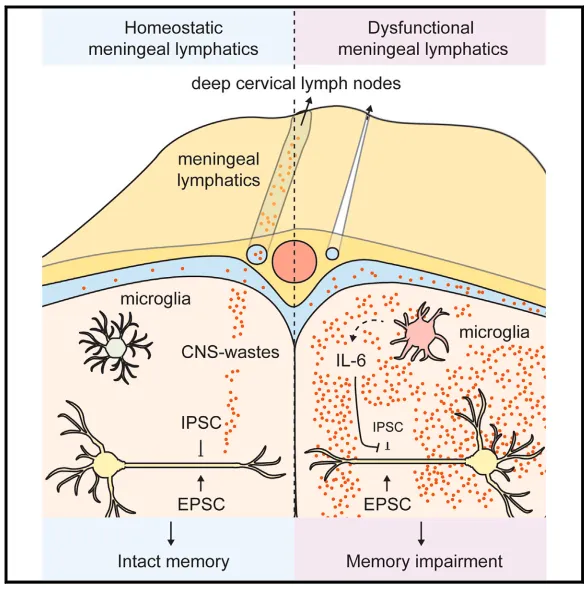 Homeostatic
meningeal lymphatics
Dysfunctional
meningeal lymphatics
deep cervical lymph nodes
meningeal
lymphatics
microglia
CNS-wastes
microglia
IL-6
IPSC
IPSC
EPSC
EPSC
Intact memory
Memory impairment